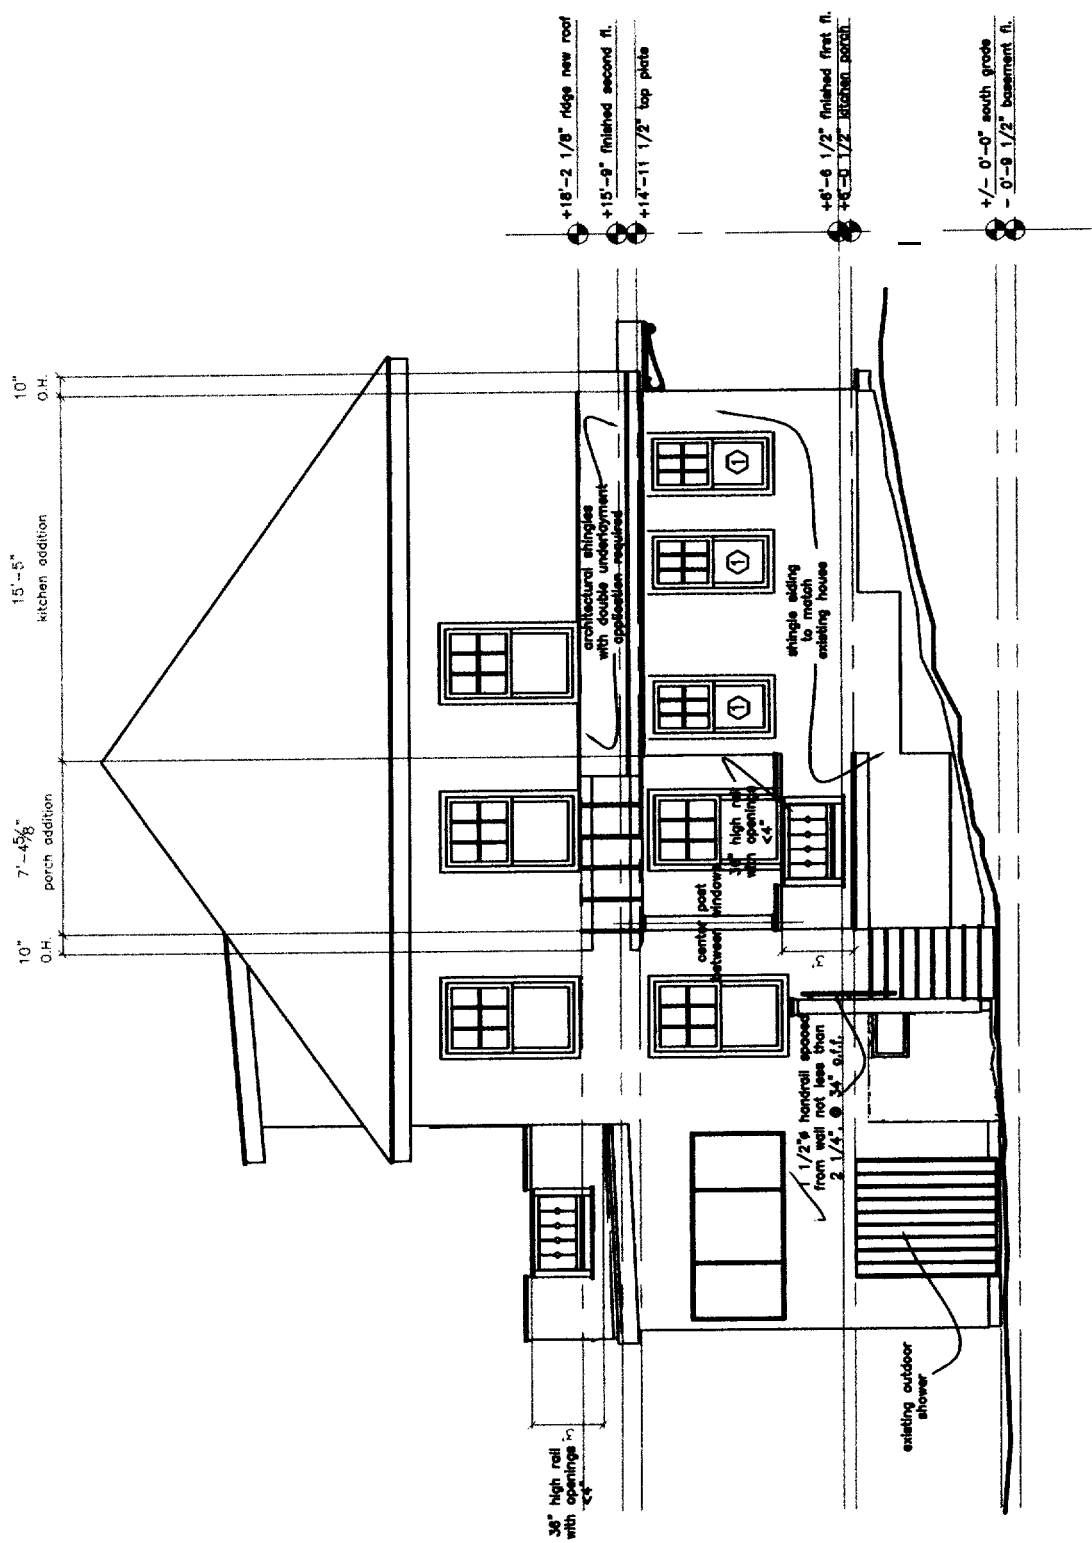 +18'-2 1/8" ridge new roof
+15'-9" finished second fl.
+14'-11 1/2" top plate
+6'-6 1/2" finished first fl.
+6'-0 1/2" kitchen porch
+/- 0'-0" south grade
- 0'-9 1/2" basement fl.
10"
O.H.
7'-4 5/8"
porch addition
15'-5"
kitchen addition
10"
O.H.
architectural shingles
with double underlayment
application required
1
1
1
shingle siding
to match
existing house
36" high rail
with openings
<4"
center post
between windows
1 1/2"ø handrail spaced
from wall not less than
2 1/4", @ 34" a.f.f.
existing outdoor
shower
36" high rail
with openings
<4"